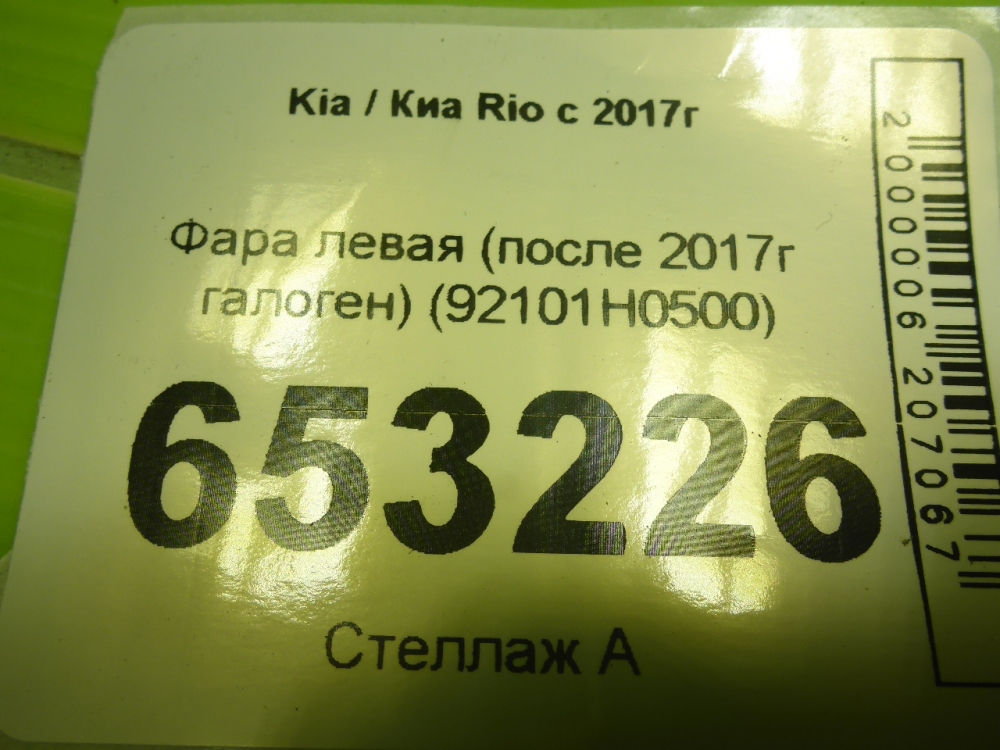 Kia / Киа Rio с 2017г
Фара левая (после 2017г
галоген) (92101H0500)
653226
Стеллаж А
2000006207067